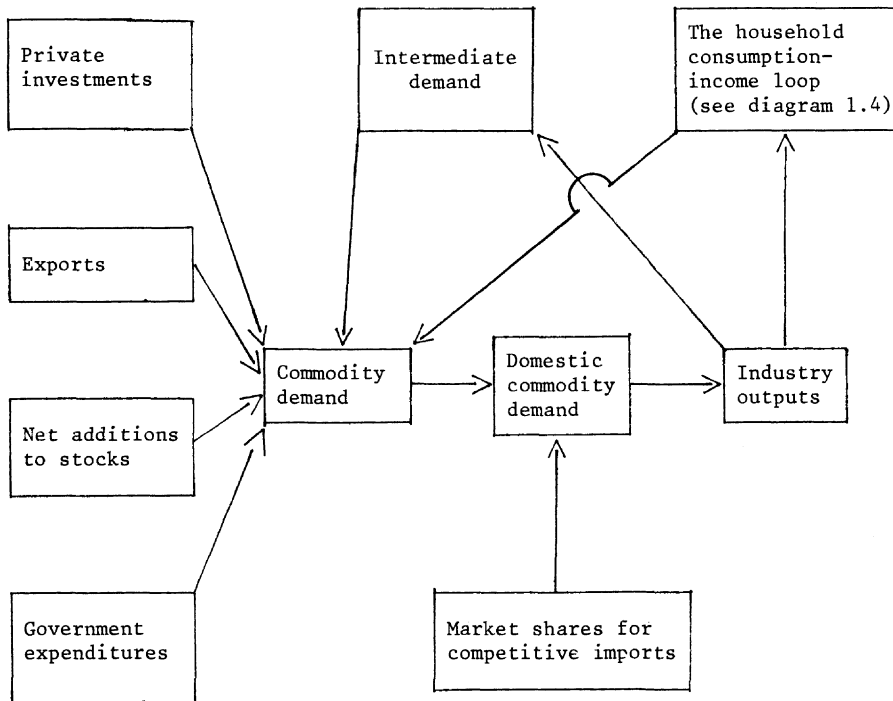 Private
investments
Intermediate
demand
The household
consumption-
income loop
(see diagram 1.4)
Exports
Commodity
demand
Domestic
commodity
demand
Industry
outputs
Net additions
to stocks
Government
expenditures
Market shares for
competitive imports